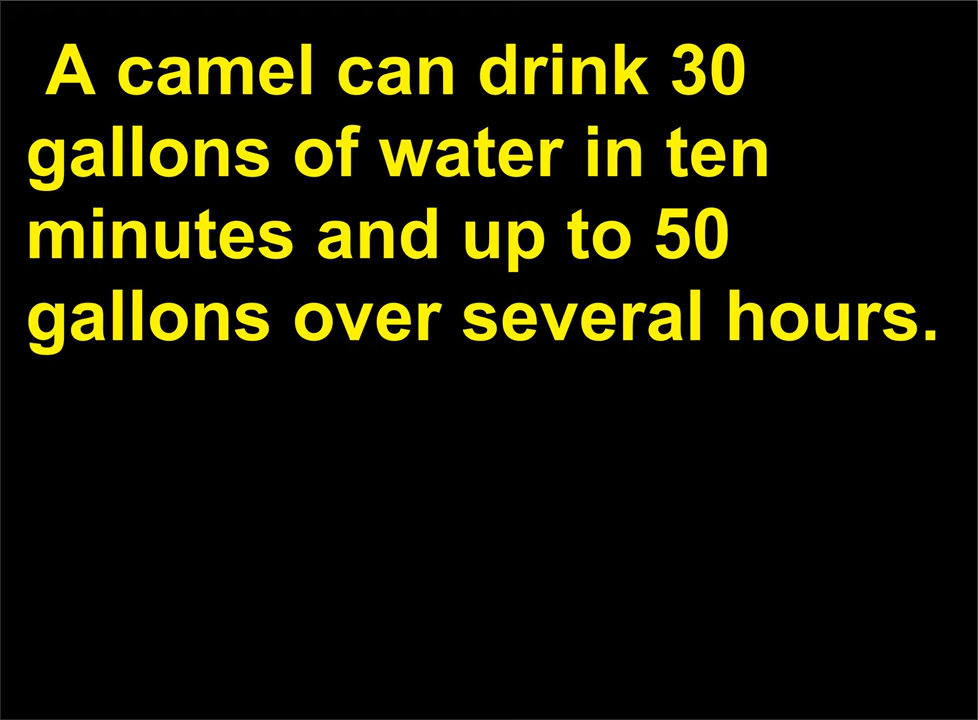 A camel can drink 30
gallons of water in ten
minutes and up to 50
gallons over several hours.